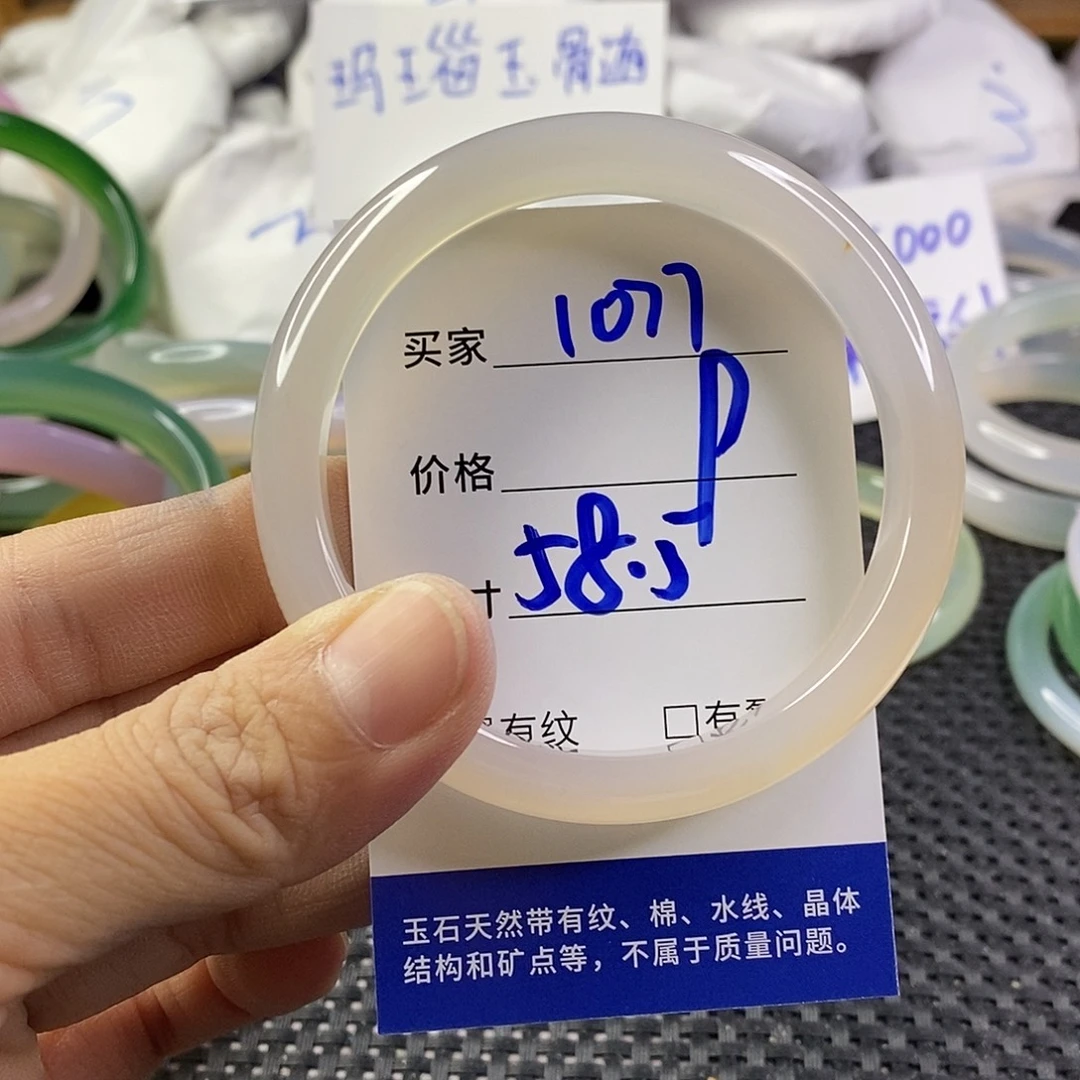 玛瑙玉骨髓
000
买家 1077
P
价格
寸 58.5
有纹 □有
玉石天然带有纹、棉、水线、晶体
结构和矿点等，不属于质量问题。